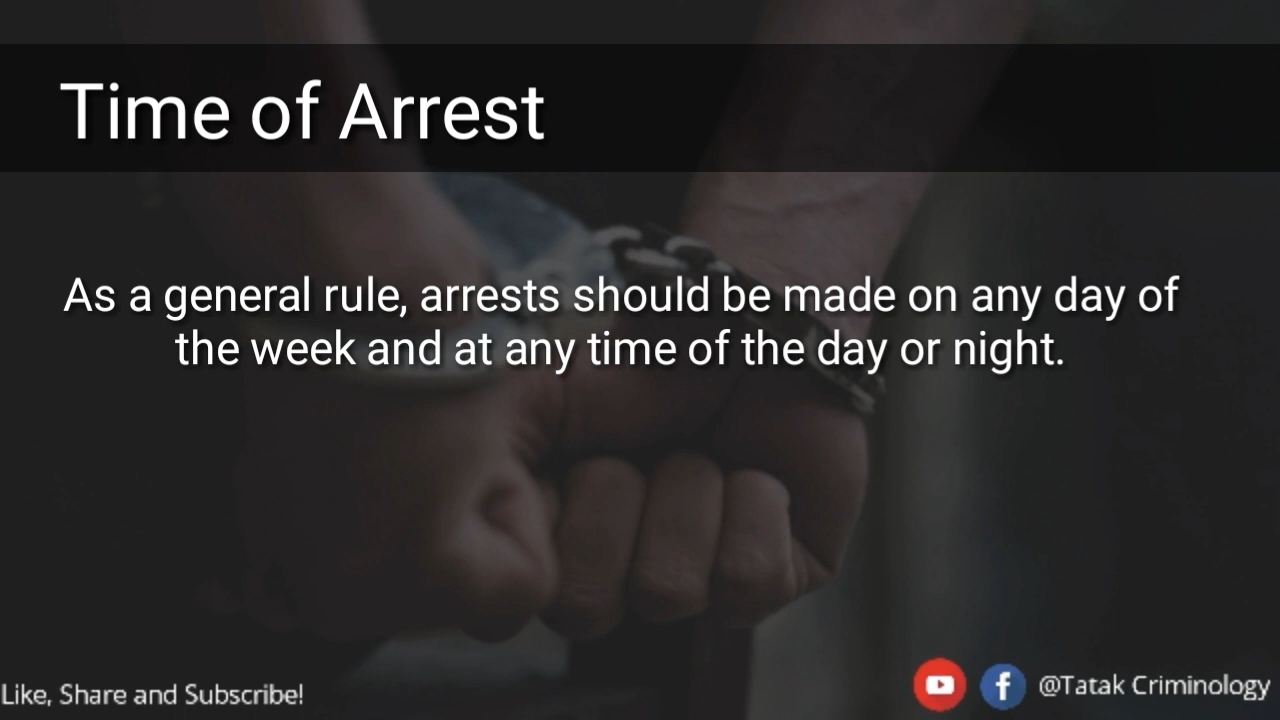 Time of Arrest
As a general rule, arrests should be made on any day of
the week and at any time of the day or night.
Like, Share and Subscribe!
@Tatak Criminology